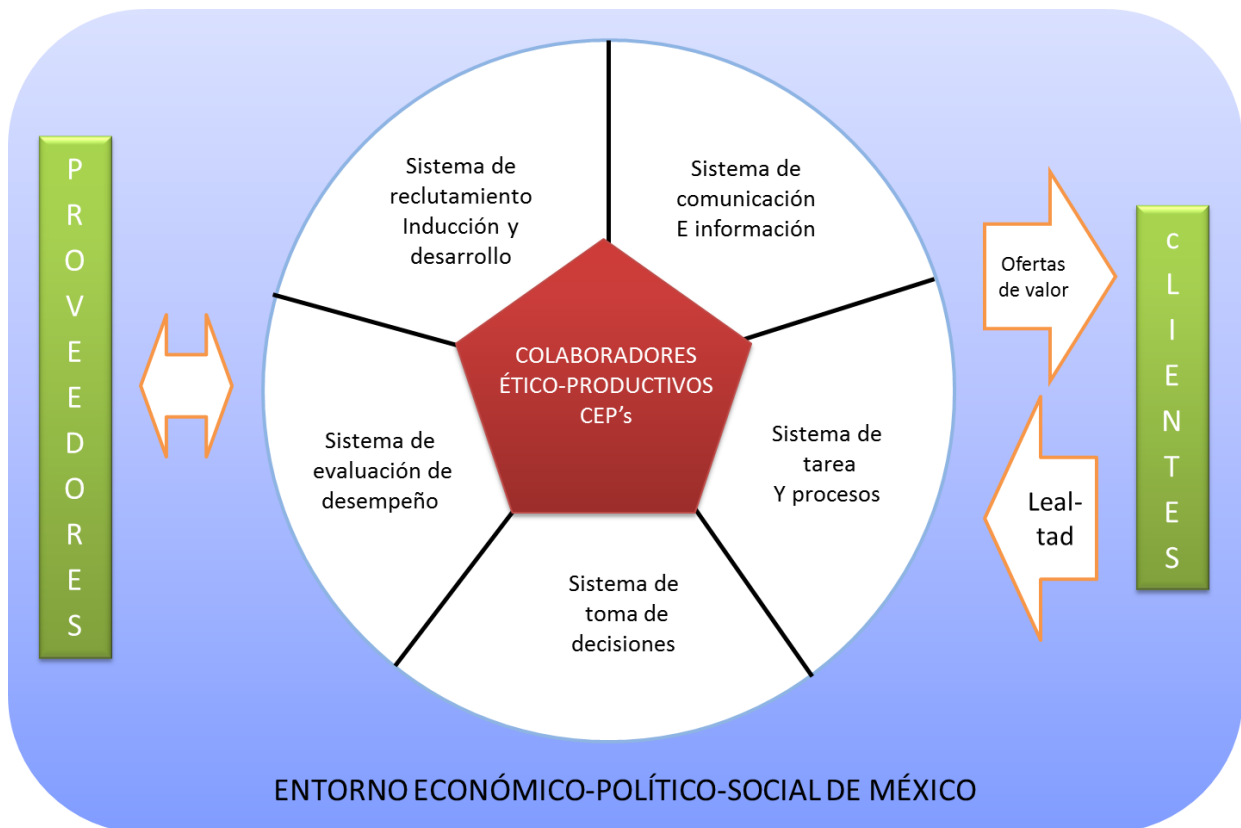 PROVEEDORES
Sistema de
reclutamiento
Inducción y
desarrollo
Sistema de
comunicación
E información
Ofertas
de valor
cLIENTES
COLABORADORES
ÉTICO-PRODUCTIVOS
CEP's
Sistema de
evaluación de
desempeño
Sistema de
tarea
Y procesos
Leal-
tad
Sistema de
toma de
decisiones
ENTORNO ECONÓMICO-POLÍTICO-SOCIAL DE MÉXICO